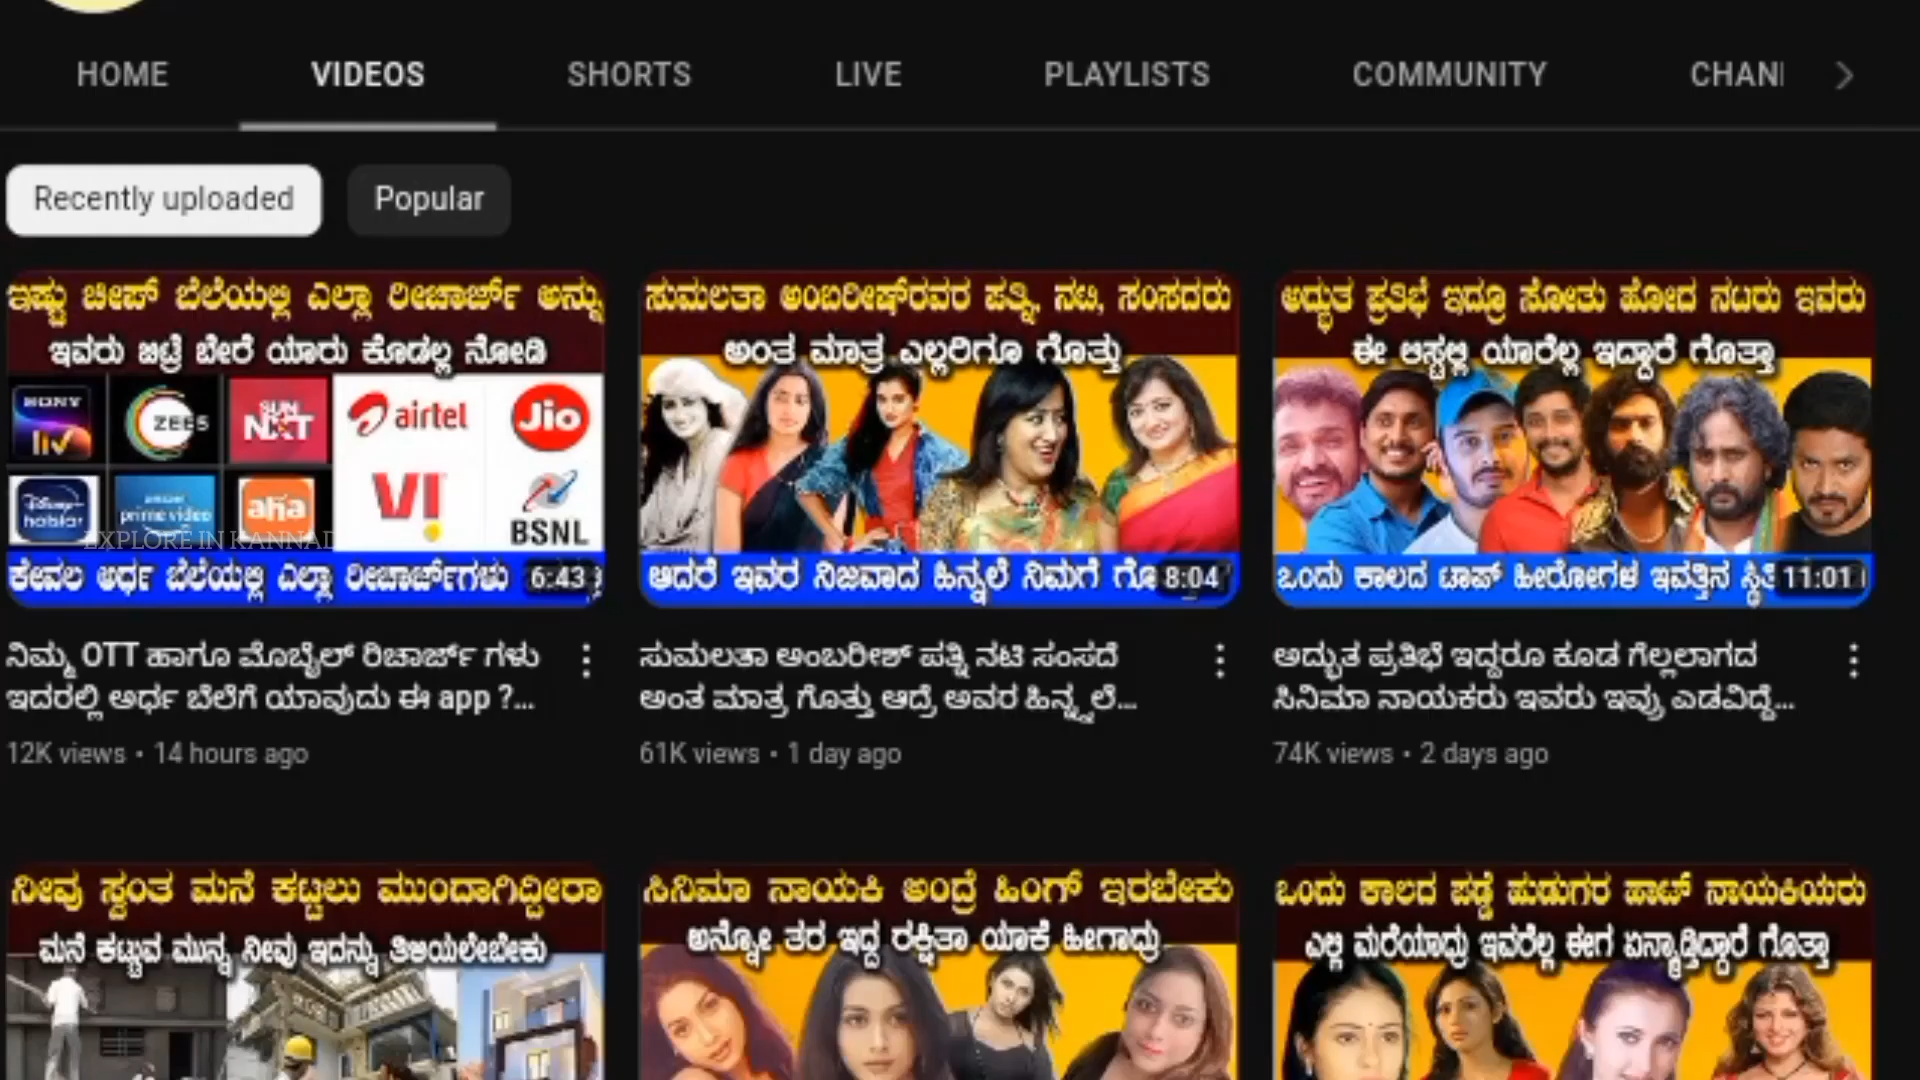 HOME VIDEOS SHORTS LIVE PLAYLISTS COMMUNITY CHAN
Recently uploaded Popular
ಇಷ್ಟು ಚೀಪ್ ಬೆಲೆಯಲ್ಲಿ ಎಲ್ಲಾ ರೀಚಾರ್ಜ್ ಅನ್ನು
ಇವರು ಬಿಟ್ರೆ ಬೇರೆ ಯಾರು ಕೊಡಲ್ಲ ನೋಡಿ
SONY liv
ZEE5
SUN NXT
airtel
Jio
Disney+ hotstar
prime video
aha
VI
BSNL
EXPLORE IN KANNAD
ಕೇವಲ ಅರ್ಧ ಬೆಲೆಯಲ್ಲಿ ಎಲ್ಲಾ ರೀಚಾರ್ಜ್‌ಗಳು 6:43
ನಿಮ್ಮ OTT ಹಾಗೂ ಮೊಬೈಲ್ ರಿಚಾರ್ಜ್ ಗಳು
ಇದರಲ್ಲಿ ಅರ್ಧ ಬೆಲೆಗೆ ಯಾವುದು ಈ app ?...
12K views • 14 hours ago
ಸುಮಲತಾ ಅಂಬರೀಷ್‌ರವರ ಪತ್ನಿ, ನಟಿ, ಸಂಸದರು
ಅಂತ ಮಾತ್ರ ಎಲ್ಲರಿಗೂ ಗೊತ್ತು
ಆದರೆ ಇವರ ನಿಜವಾದ ಹಿನ್ನಲೆ ನಿಮಗೆ ಗೊ 8:04
ಸುಮಲತಾ ಅಂಬರೀಶ್ ಪತ್ನಿ ನಟಿ ಸಂಸದೆ
ಅಂತ ಮಾತ್ರ ಗೊತ್ತು ಆದ್ರೆ ಅವರ ಹಿನ್ನ್ನಲೆ...
61K views • 1 day ago
ಅದ್ಭುತ ಪ್ರತಿಭೆ ಇದ್ರೂ ಸೋತು ಹೋದ ನಟರು ಇವರು
ಈ ಲಿಸ್ಟಲ್ಲಿ ಯಾರೆಲ್ಲ ಇದ್ದಾರೆ ಗೊತ್ತಾ
ಒಂದು ಕಾಲದ ಟಾಪ್ ಹೀರೋಗಳ ಇವತ್ತಿನ 11:01
ಅದ್ಭುತ ಪ್ರತಿಭೆ ಇದ್ದರೂ ಕೂಡ ಗೆಲ್ಲಲಾಗದ
ಸಿನಿಮಾ ನಾಯಕರು ಇವರು ಇವ್ರು ಎಡವಿದ್ದೆ...
74K views • 2 days ago
ನೀವು ಸ್ವಂತ ಮನೆ ಕಟ್ಟಲು ಮುಂದಾಗಿದ್ದೀರಾ
ಮನೆ ಕಟ್ಟುವ ಮುನ್ನ ನೀವು ಇದನ್ನು ತಿಳಿಯಲೇಬೇಕು
ಸಿನಿಮಾ ನಾಯಕಿ ಅಂದ್ರೆ ಹಿಂಗ್ ಇರಬೇಕು
ಅನ್ನೋ ತರ ಇದ್ದ ರಕ್ಷಿತಾ ಯಾಕೆ ಹೀಗಾದ್ರು
ಒಂದು ಕಾಲದ ಪಡ್ಡೆ ಹುಡುಗರ ಹಾಟ್ ನಾಯಕಿಯರು
ಎಲ್ಲಿ ಮರೆಯಾದ್ರು ಇವರೆಲ್ಲ ಈಗ ಏನ್ಮಾಡ್ತಿದ್ದಾರೆ ಗೊತ್ತಾ